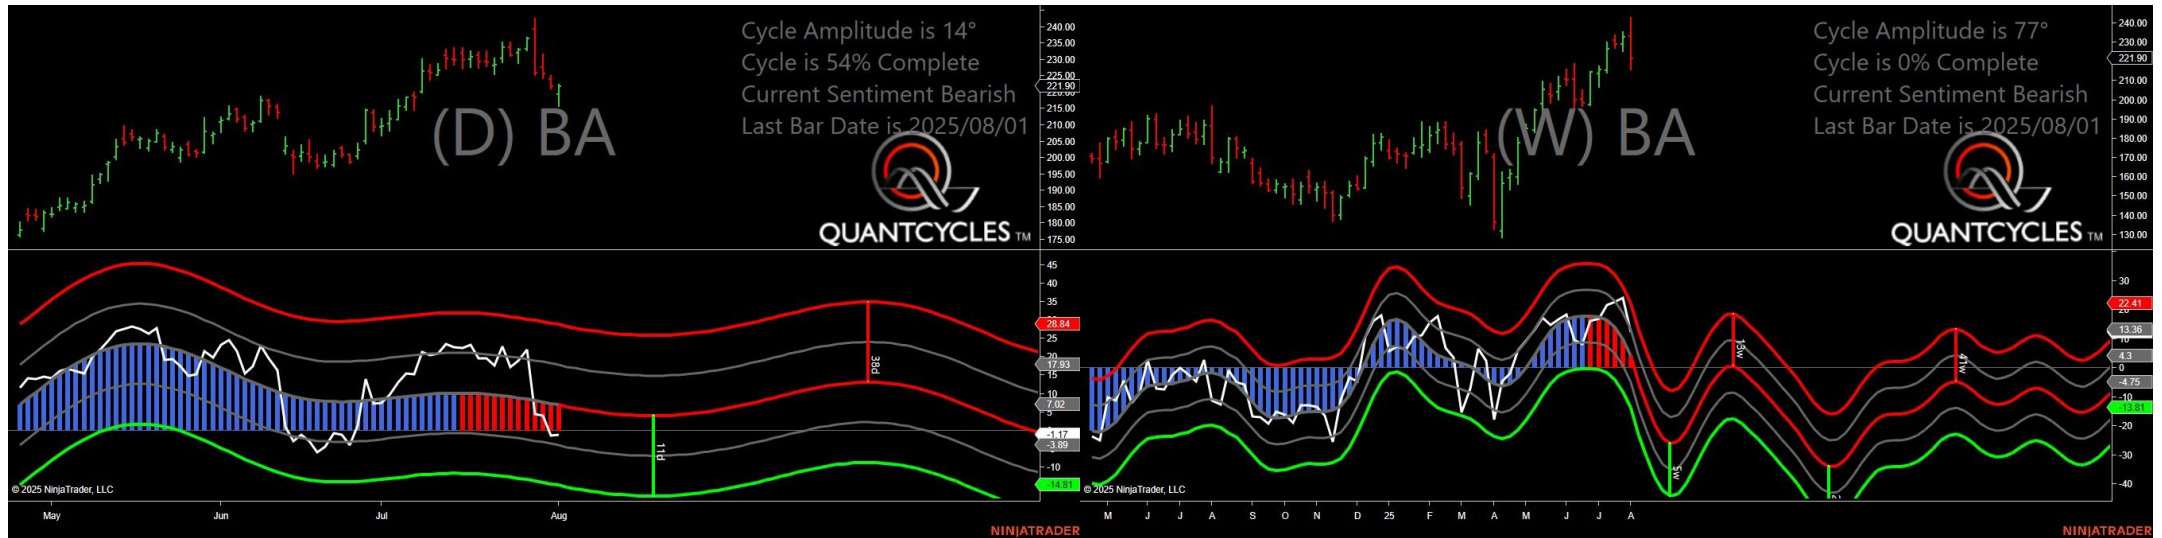 Cycle Amplitude is 14°
Cycle is 54% Complete
Current Sentiment Bearish
Last Bar Date is 2025/08/01
(D) BA
QUANTCYCLES TM
240.00
235.00
230.00
225.00
221.90
215.00
210.00
205.00
200.00
195.00
190.00
185.00
180.00
175.00
45
40
35
28.84
25
20
17.93
15
10
7.02
5
-1.17
-3.89
-10
-14.81
38d
11d
© 2025 NinjaTrader, LLC
May Jun Jul Aug
NINJATRADER
Cycle Amplitude is 77°
Cycle is 0% Complete
Current Sentiment Bearish
Last Bar Date is 2025/08/01
(W) BA
QUANTCYCLES TM
240.00
230.00
221.90
210.00
200.00
190.00
180.00
170.00
160.00
150.00
140.00
130.00
30
22.41
20
13.36
10
4.3
0
-4.75
-10
-13.81
-20
-30
-40
41w
5w
© 2025 NinjaTrader, LLC
M J J A S O N D 25 F M A M J J A
NINJATRADER